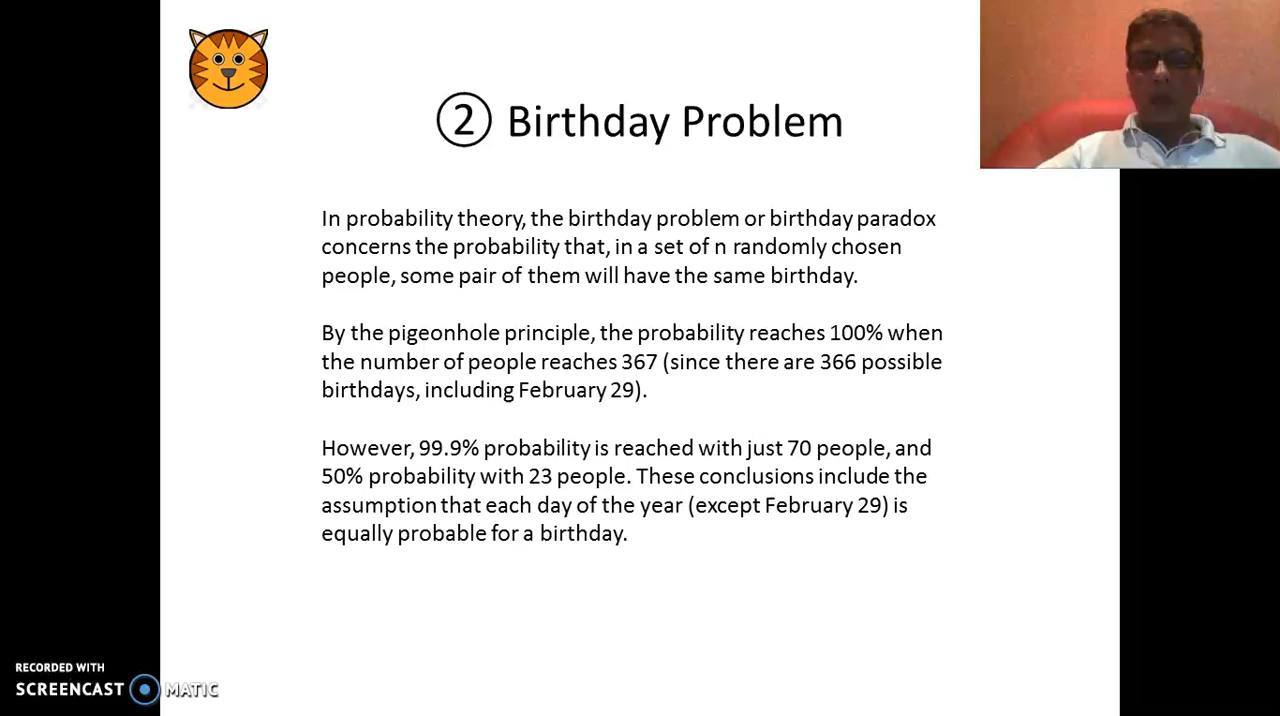 ② Birthday Problem
In probability theory, the birthday problem or birthday paradox
concerns the probability that, in a set of n randomly chosen
people, some pair of them will have the same birthday.
By the pigeonhole principle, the probability reaches 100% when
the number of people reaches 367 (since there are 366 possible
birthdays, including February 29).
However, 99.9% probability is reached with just 70 people, and
50% probability with 23 people. These conclusions include the
assumption that each day of the year (except February 29) is
equally probable for a birthday.
RECORDED WITH
SCREENCAST MATIC